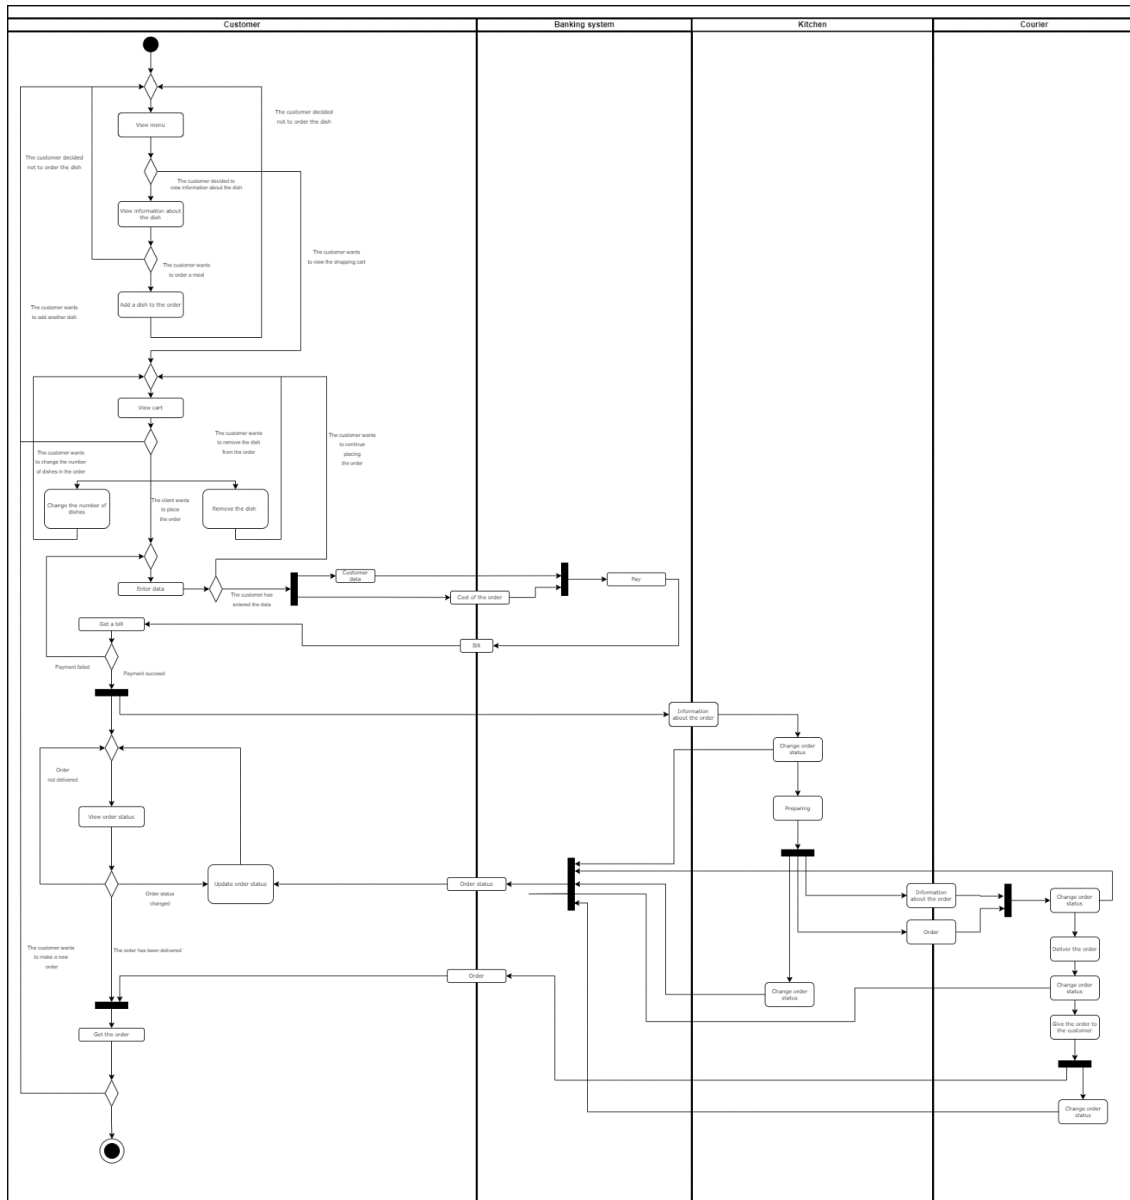 Customer
Banking system
Kitchen
Courier
The customer decided
not to order the dish
View menu
The customer decided
not to order the dish
The customer decided to
view information about the dish
View information about
the dish
The customer wants
to view the shopping cart
The customer wants
to order a meal
Add a dish to the order
The customer wants
to add another dish
View cart
The customer wants
to remove the dish
from the order
The customer wants
to continue
placing
the order
The customer wants
to change the number
of dishes in the order
Change the number of
dishes
The client wants
to place
the order
Remove the dish
Enter data
The customer has
entered the data
Customer
data
Cost of the order
Pay
Get a bill
Bill
Payment failed
Payment succeed
Information
about the order
Change order
status
Order
not delivered
Preparing
View order status
Update order status
Order status
changed
Order status
Information
about the order
Change order
status
Order
The customer wants
to make a new
order
The order has been delivered
Deliver the order
Order
Change order
status
Change order
status
Get the order
Give the order to
the customer
Change order
status